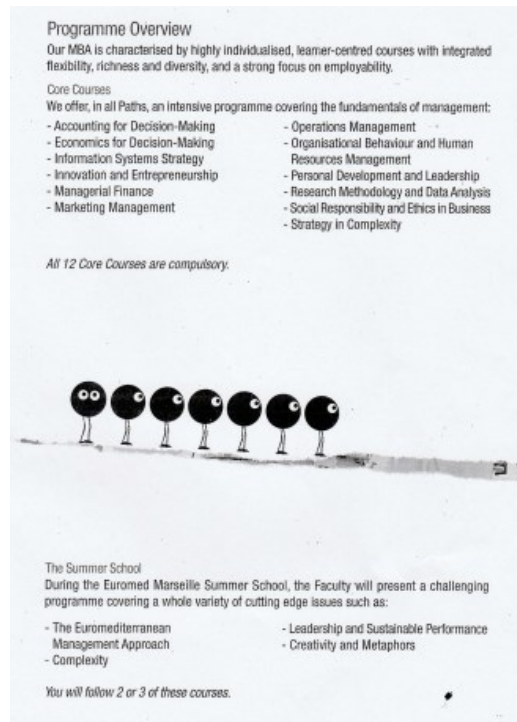 Programme Overview
Our MBA is characterised by highly individualised, learner-centred courses with integrated
flexibility, richness and diversity, and a strong focus on employability.
Core Courses
We offer, in all Paths, an intensive programme covering the fundamentals of management:
- Accounting for Decision-Making
- Economics for Decision-Making
- Information Systems Strategy
- Innovation and Entrepreneurship
- Managerial Finance
- Marketing Management
- Operations Management
- Organisational Behaviour and Human
Resources Management
- Personal Development and Leadership
- Research Methodology and Data Analysis
- Social Responsibility and Ethics in Business
- Strategy in Complexity
All 12 Core Courses are compulsory.
The Summer School
During the Euromed Marseille Summer School, the Faculty will present a challenging
programme covering a whole variety of cutting edge issues such as:
- The Euromediterranean
Management Approach
- Complexity
- Leadership and Sustainable Performance
- Creativity and Metaphors
You will follow 2 or 3 of these courses.